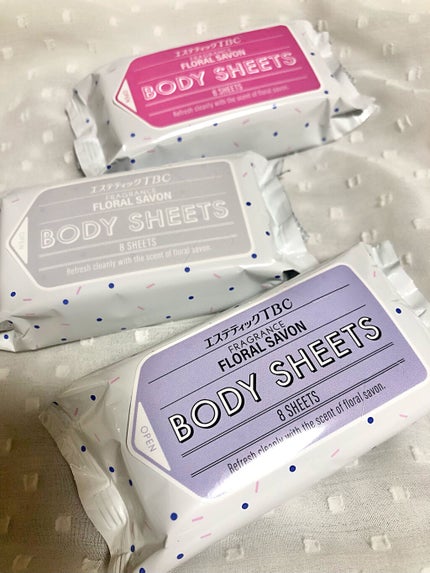 エステティックTBC
FRAGRANCE
FLORAL SAVON
BODY SHEETS
8 SHEETS
Refresh cleanly with the scent of floral savon.
OPEN
エステティックTBC
FRAGRANCE
FLORAL SAVON
BODY SHEETS
8 SHEETS
Refresh cleanly with the scent of floral savon.
OPEN
エステティックTBC
FRAGRANCE
FLORAL SAVON
BODY SHEETS
8 SHEETS
Refresh cleanly with the scent of floral savon.
OPEN